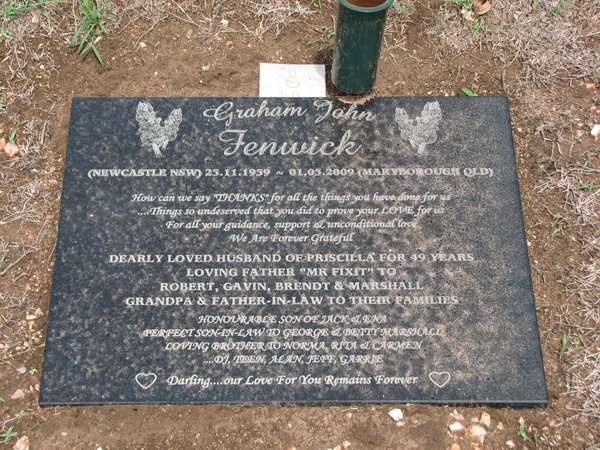 Graham John
Fenwick
(NEWCASTLE NSW) 23.11.1939 ~ 01.03.2009 (MARYBOROUGH QLD)
How can we say "THANKS" for all the things you have done for us
....Things so undeserved that you did to prove your LOVE for us
For all your guidance, support & unconditional love
We Are Forever Grateful
DEARLY LOVED HUSBAND OF PRISCILLA FOR 49 YEARS
LOVING FATHER "MR FIXIT" TO
ROBERT, GAVIN, BRENDT & MARSHALL
GRANDPA & FATHER-IN-LAW TO THEIR FAMILIES
HONOURABLE SON OF JACK & ENA
PERFECT SON-IN-LAW TO GEORGE & BETTY MARSHALL
LOVING BROTHER TO NORMA, RITA & CARMEN
....DJ, TEEN, ALAN, JEFF, GARRIE
Darling....our Love For You Remains Forever